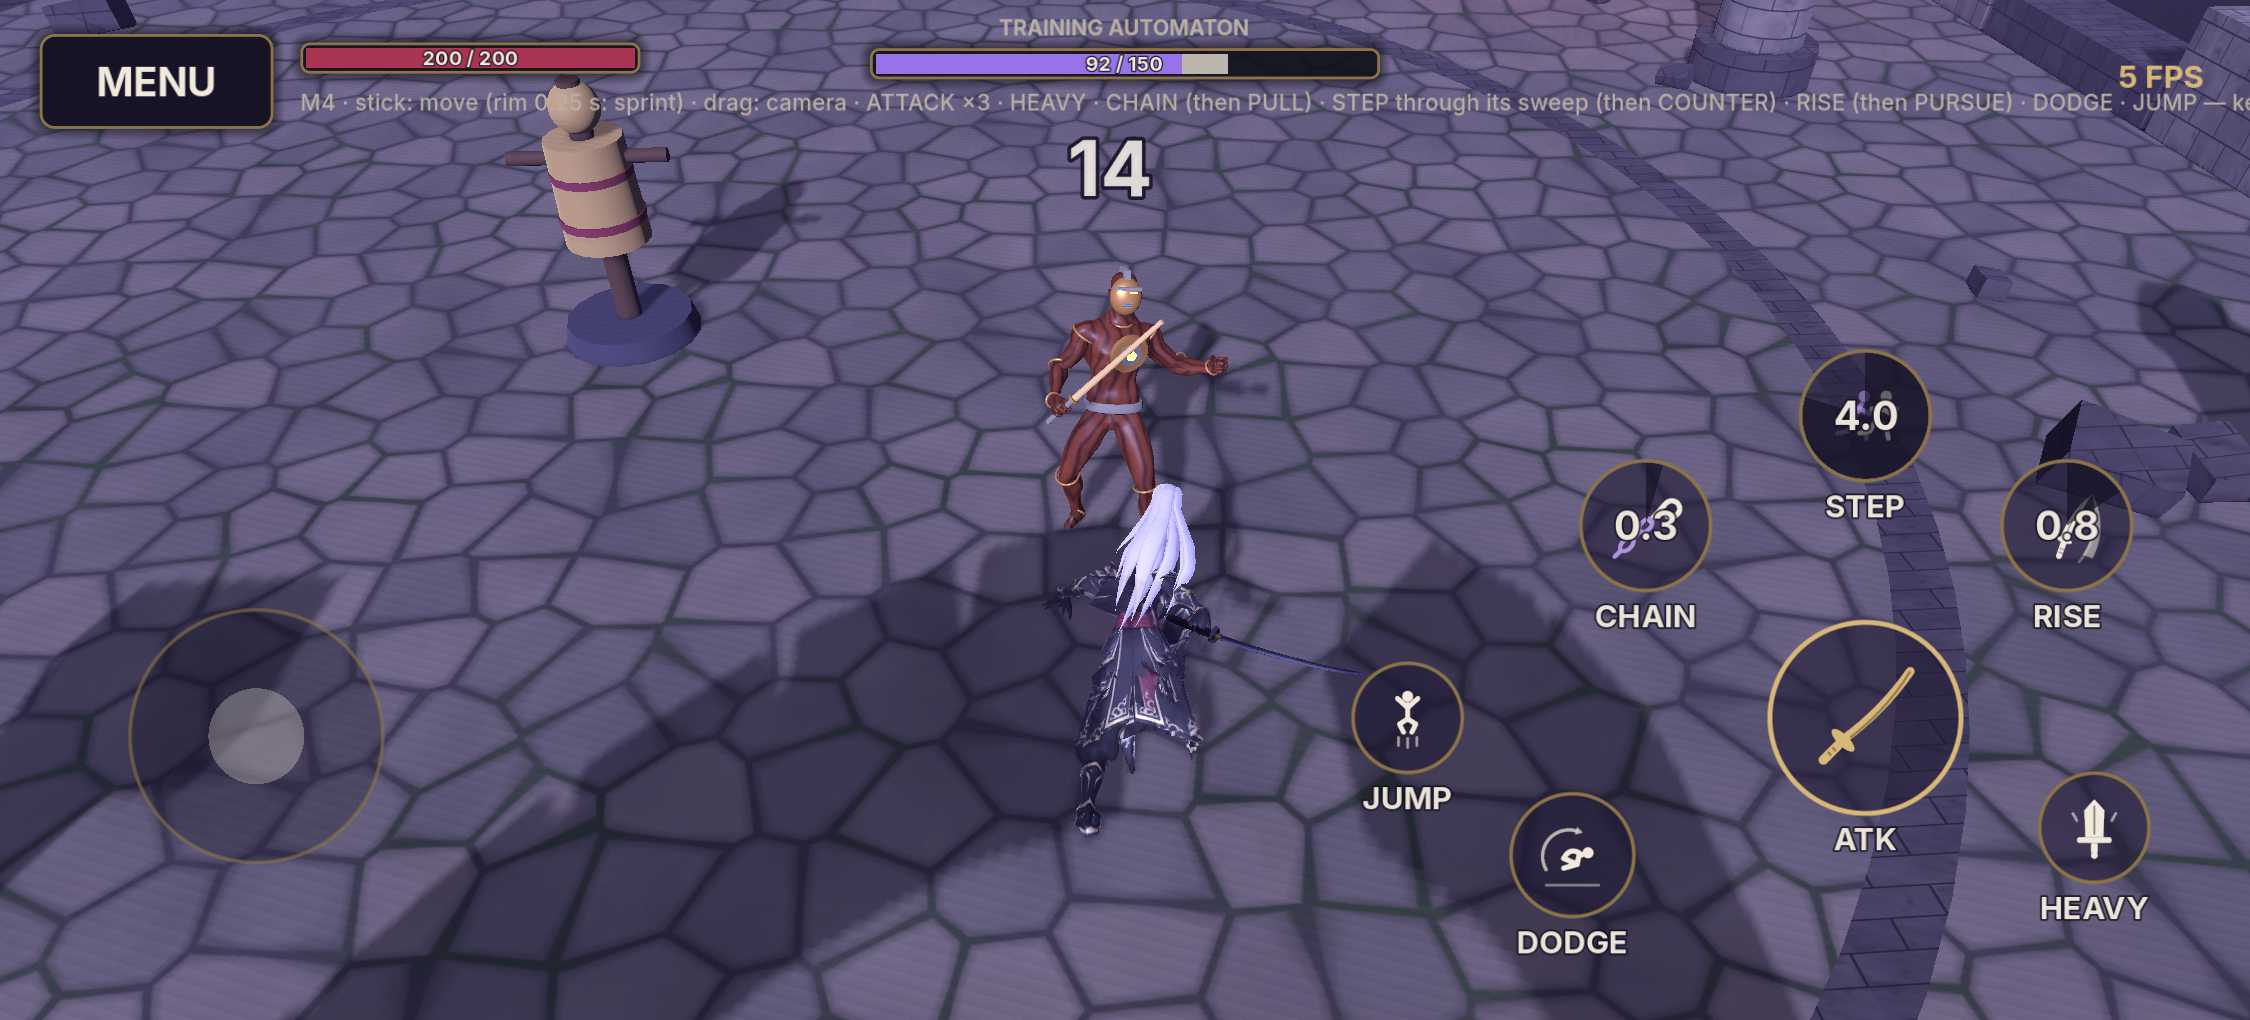 TRAINING AUTOMATON
MENU
200 / 200
92 / 150
5 FPS
M4 · stick: move (rim 0.25 s: sprint) · drag: camera · ATTACK ×3 · HEAVY · CHAIN (then PULL) · STEP through its sweep (then COUNTER) · RISE (then PURSUE) · DODGE · JUMP —
14
4.0
STEP
0.3
CHAIN
0.8
RISE
JUMP
ATK
DODGE
HEAVY